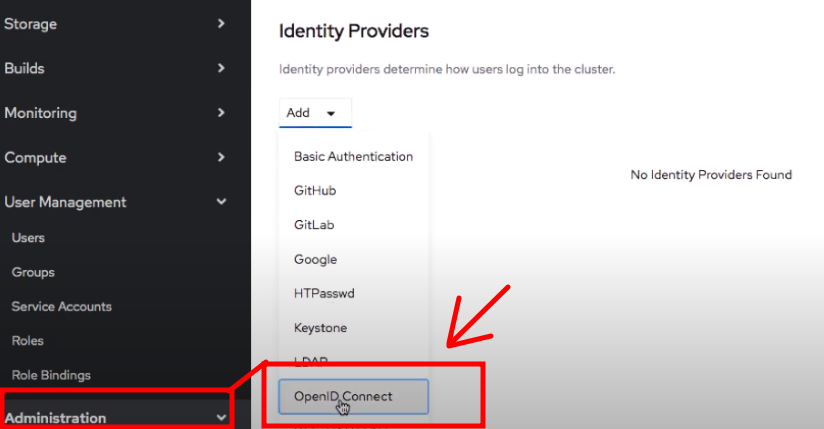 Storage
Builds
Monitoring
Compute
User Management
Users
Groups
Service Accounts
Roles
Role Bindings
Administration
Identity Providers
Identity providers determine how users log into the cluster.
Add
Basic Authentication
GitHub
GitLab
Google
HTPasswd
Keystone
LDAP
OpenID Connect
No Identity Providers Found